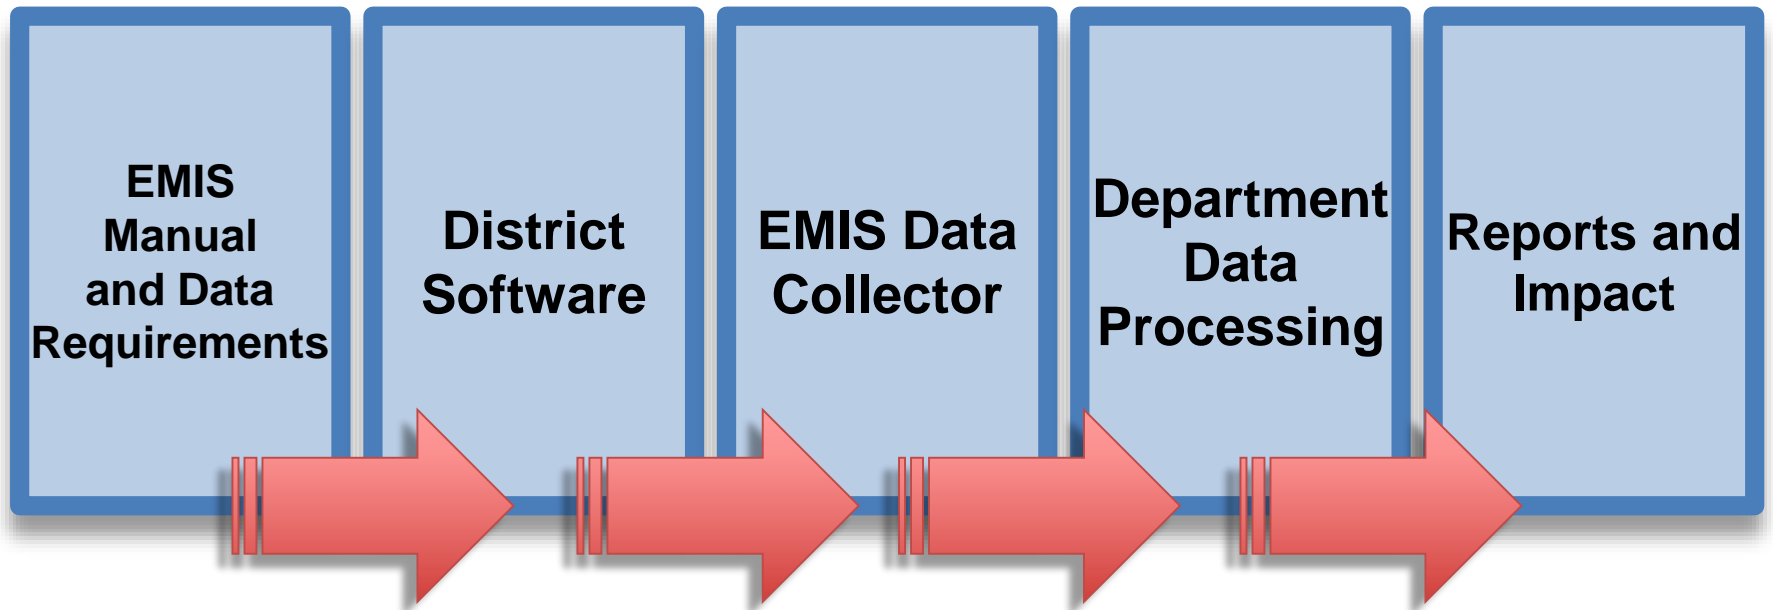 EMIS
Manual
and Data
Requirements
District
Software
EMIS Data
Collector
Department
Data
Processing
Reports and
Impact